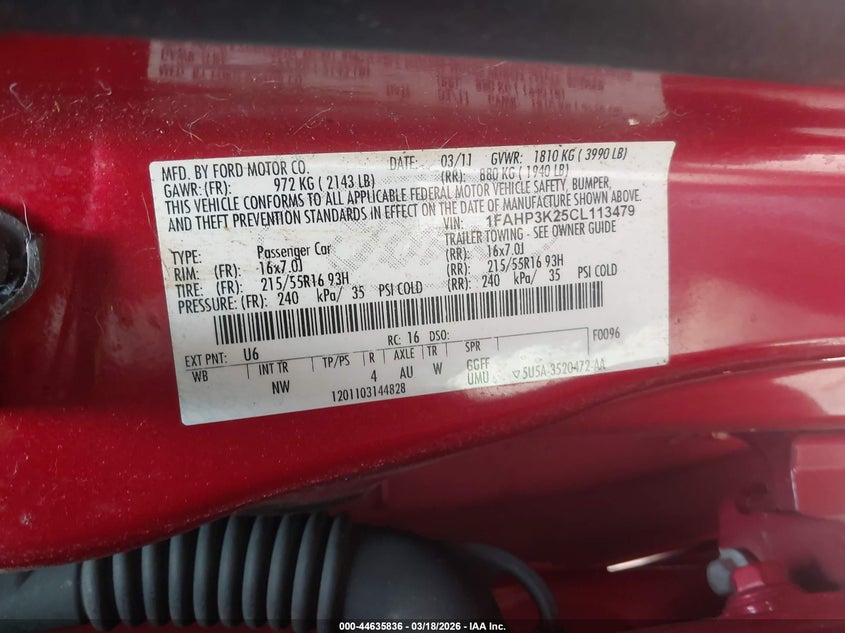 MFD. BY FORD MOTOR CO. DATE: 03/11 GVWR: 1810 KG ( 3990 LB)
GAWR: (FR): 972 KG ( 2143 LB) (RR): 880 KG ( 1940 LB)
THIS VEHICLE CONFORMS TO ALL APPLICABLE FEDERAL MOTOR VEHICLE SAFETY, BUMPER,
AND THEFT PREVENTION STANDARDS IN EFFECT ON THE DATE OF MANUFACTURE SHOWN ABOVE.
VIN: 1FAHP3K25CL113479
TRAILER TOWING - SEE OWNER GUIDE
TYPE: Passenger Car
RIM: (FR): 16x7.0J (RR): 16x7.0J
TIRE: (FR): 215/55R16 93H (RR): 215/55R16 93H
PRESSURE: (FR): 240 kPa/ 35 PSI COLD (RR): 240 kPa/ 35 PSI COLD
EXT PNT: U6 RC: 16 DSO: F0096
WB INT TR TP/PS R AXLE TR SPR
NW 4 AU W GGFF
UMU ▽5U5A-3520472-AA
1201103144828
000-44635836 - 03/18/2026 - IAA Inc.